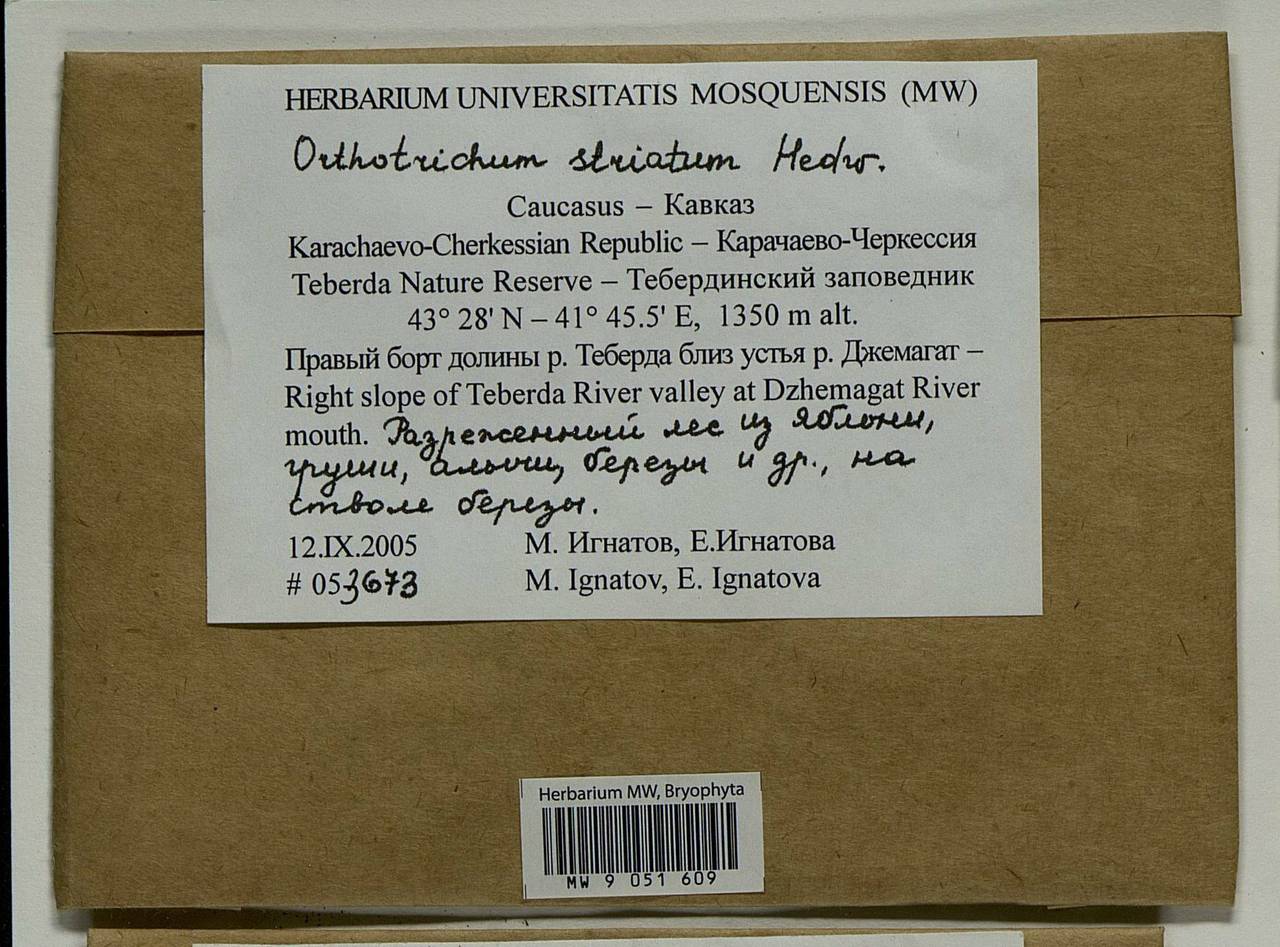 HERBARIUM UNIVERSITATIS MOSQUENSIS (MW)
Orthotrichum striatum Hedw.
Caucasus – Кавказ
Karachaevo-Cherkessian Republic – Карачаево-Черкессия
Teberda Nature Reserve – Тебердинский заповедник
43° 28' N – 41° 45.5' E, 1350 m alt.
Правый борт долины р. Теберда близ устья р. Джемагат –
Right slope of Teberda River valley at Dzhemagat River
mouth. Разреженный лес из яблони,
груши, алычи, березы и др., на
стволе березы.
12.IX.2005 М. Игнатов, Е.Игнатова
# 053673 M. Ignatov, E. Ignatova
Herbarium MW, Bryophyta
MW 9 051 609